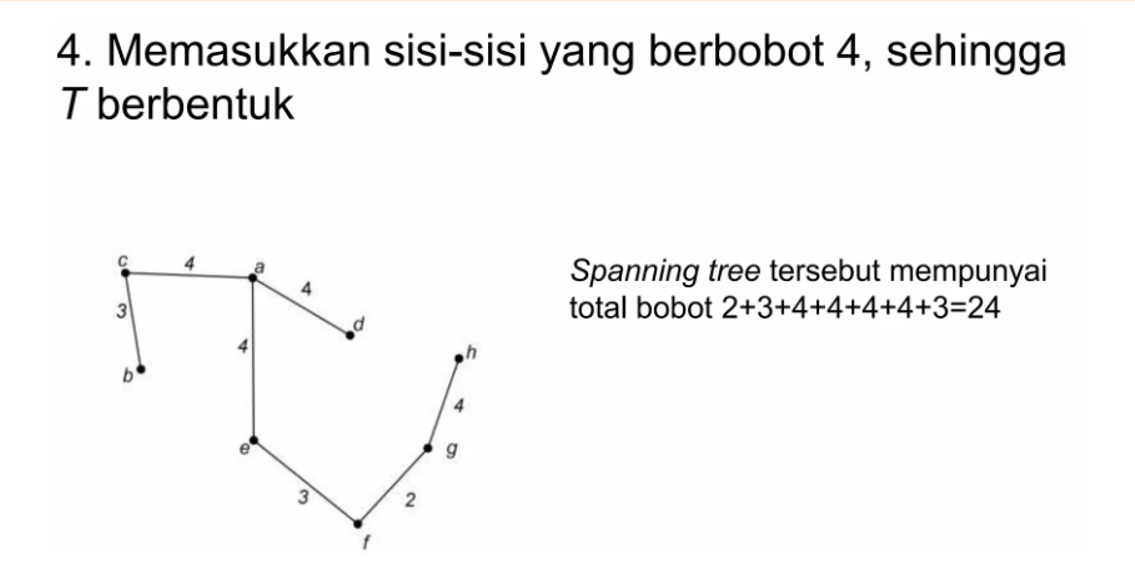 4. Memasukkan sisi-sisi yang berbobot 4, sehingga
T berbentuk
c 4 a
4
3
d
4
b
h
4
e
g
3
2
f
Spanning tree tersebut mempunyai
total bobot 2+3+4+4+4+4+3=24